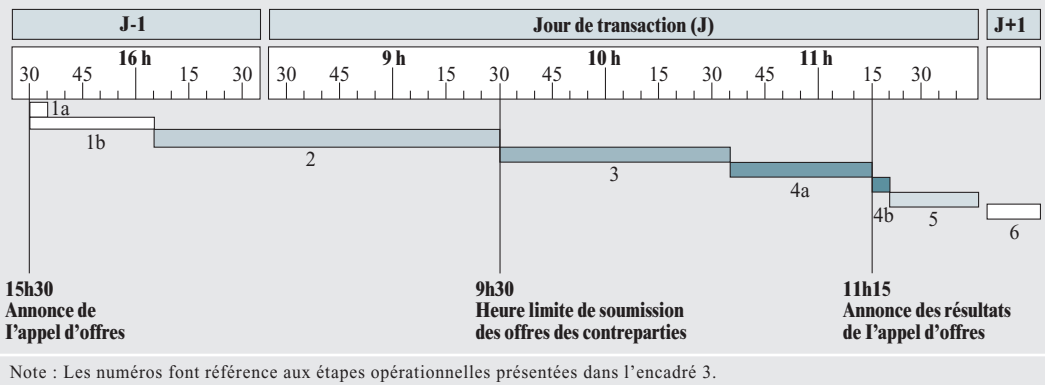 J-1 Jour de transaction (J) J+1
16 h 9 h 10 h 11 h
30 45 15 30 30 45 15 30 45 15 30 45 15 30
1a
1b
2
3
4a
4b
5
6
15h30
Annonce de
l’appel d’offres
9h30
Heure limite de soumission
des offres des contreparties
11h15
Annonce des résultats
de l’appel d’offres
Note : Les numéros font référence aux étapes opérationnelles présentées dans l’encadré 3.